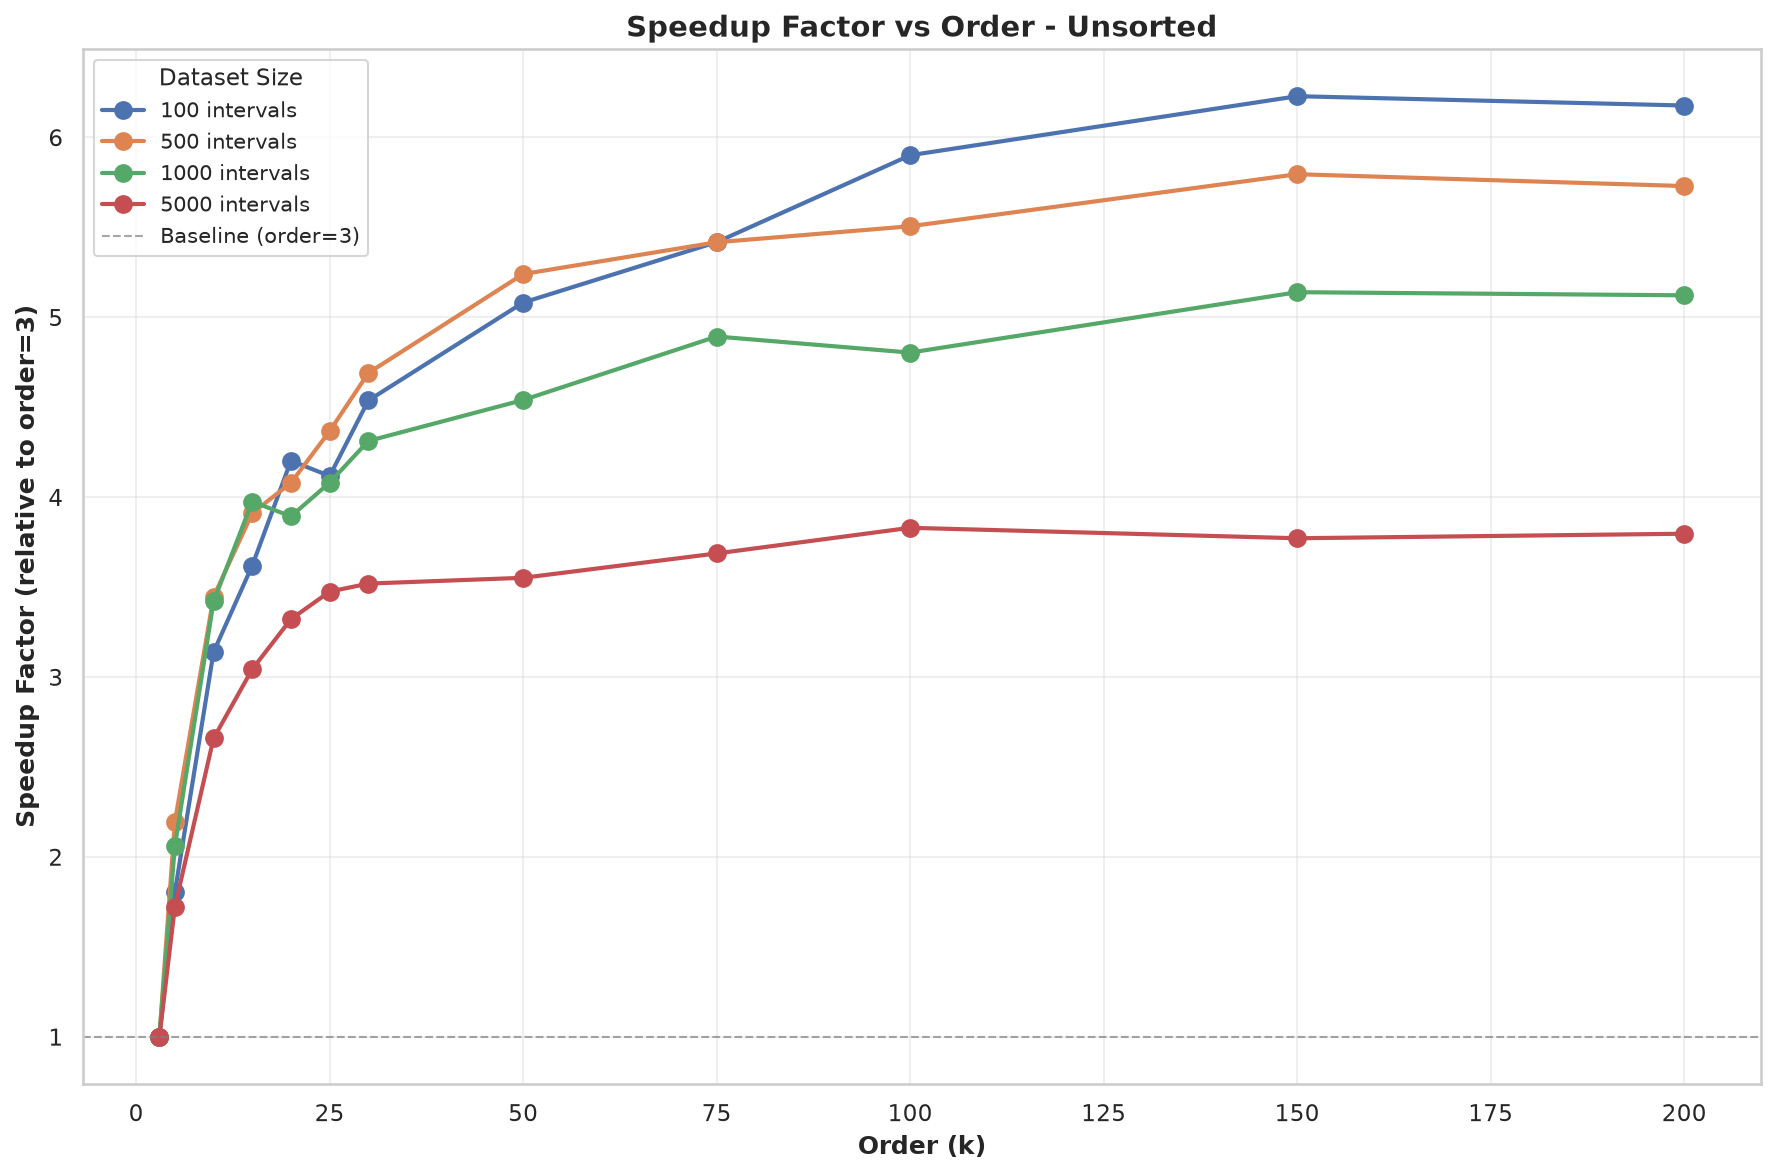 Speedup Factor vs Order - Unsorted
Dataset Size
100 intervals
500 intervals
1000 intervals
5000 intervals
Baseline (order=3)
Speedup Factor (relative to order=3)
6
5
4
3
2
1
0 25 50 75 100 125 150 175 200
Order (k)